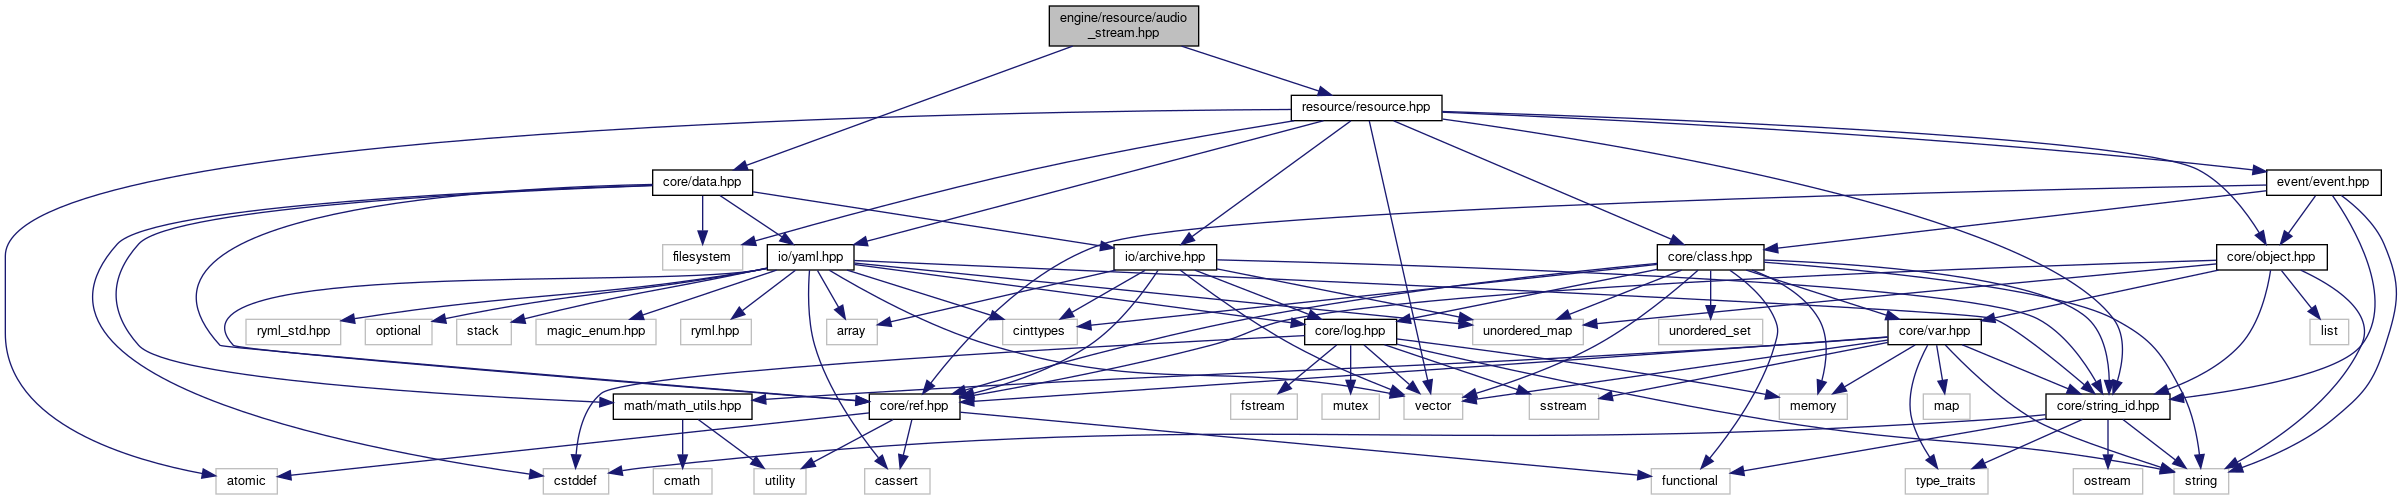 engine/resource/audio
_stream.hpp
resource/resource.hpp
core/data.hpp
event/event.hpp
filesystem
io/yaml.hpp
io/archive.hpp
core/class.hpp
core/object.hpp
ryml_std.hpp
optional
stack
magic_enum.hpp
ryml.hpp
array
cinttypes
core/log.hpp
unordered_map
unordered_set
core/var.hpp
list
math/math_utils.hpp
core/ref.hpp
fstream
mutex
vector
sstream
memory
map
core/string_id.hpp
atomic
cstddef
cmath
utility
cassert
functional
type_traits
ostream
string